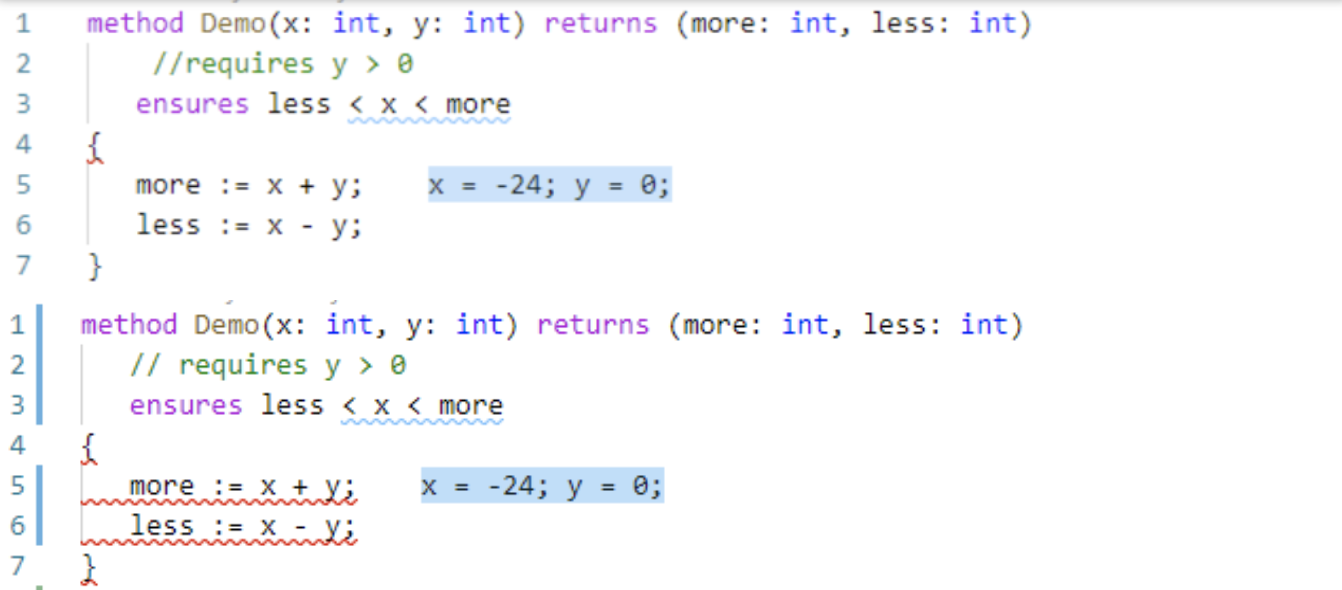 1 method Demo(x: int, y: int) returns (more: int, less: int)
2 //requires y > 0
3 ensures less < x < more
4 {
5 more := x + y; x = -24; y = 0;
6 less := x - y;
7 }
1 method Demo(x: int, y: int) returns (more: int, less: int)
2 // requires y > 0
3 ensures less < x < more
4 {
5 more := x + y; x = -24; y = 0;
6 less := x - y;
7 }